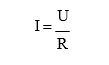 I = U/R